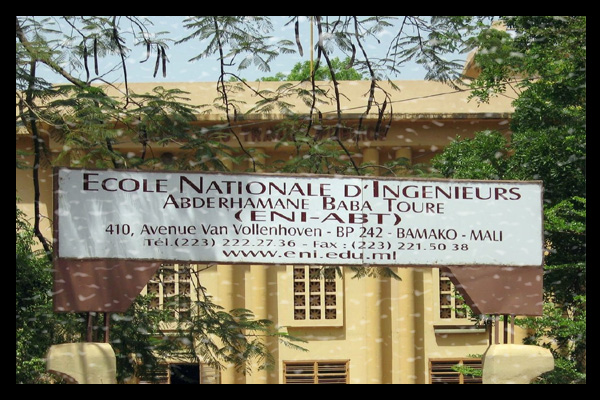 ECOLE NATIONALE D'INGENIEURS
ABDERHAMANE BABA TOURE
(ENI-ABT)
410, Avenue Van Vollenhoven - BP 242 - BAMAKO - MALI
Tél.(223) 222.27.36 - Fax : (223) 221.50 38
www.eni.edu.ml